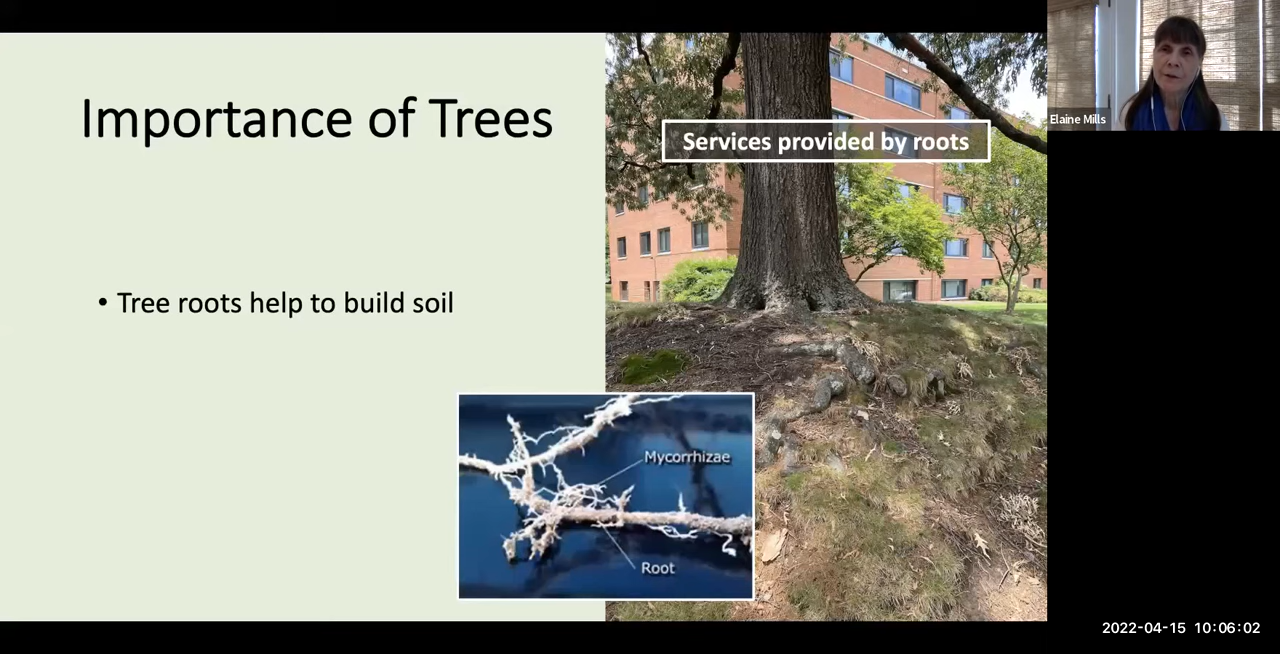 Importance of Trees
Services provided by roots
Elaine Mills
• Tree roots help to build soil
Mycorrhizae
Root
2022-04-15 10:06:02